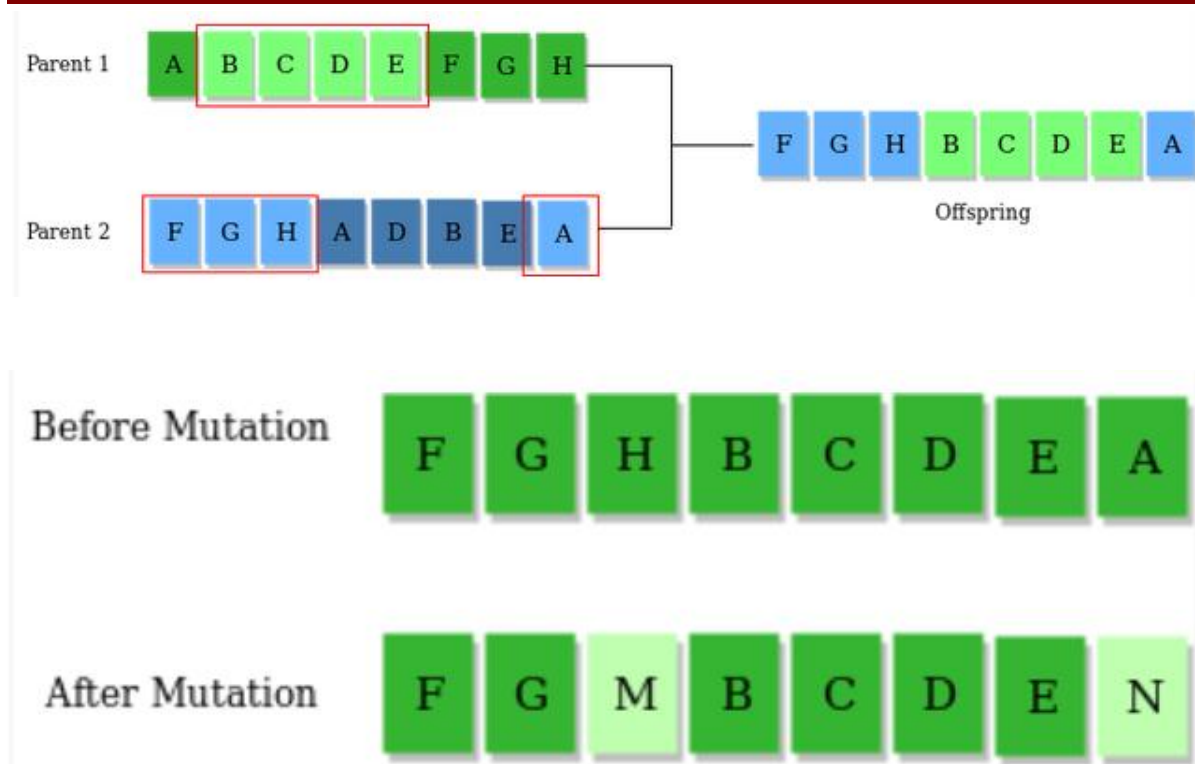 Parent 1 A B C D E F G H
F G H B C D E A
Offspring
Parent 2 F G H A D B E A
Before Mutation F G H B C D E A
After Mutation F G M B C D E N